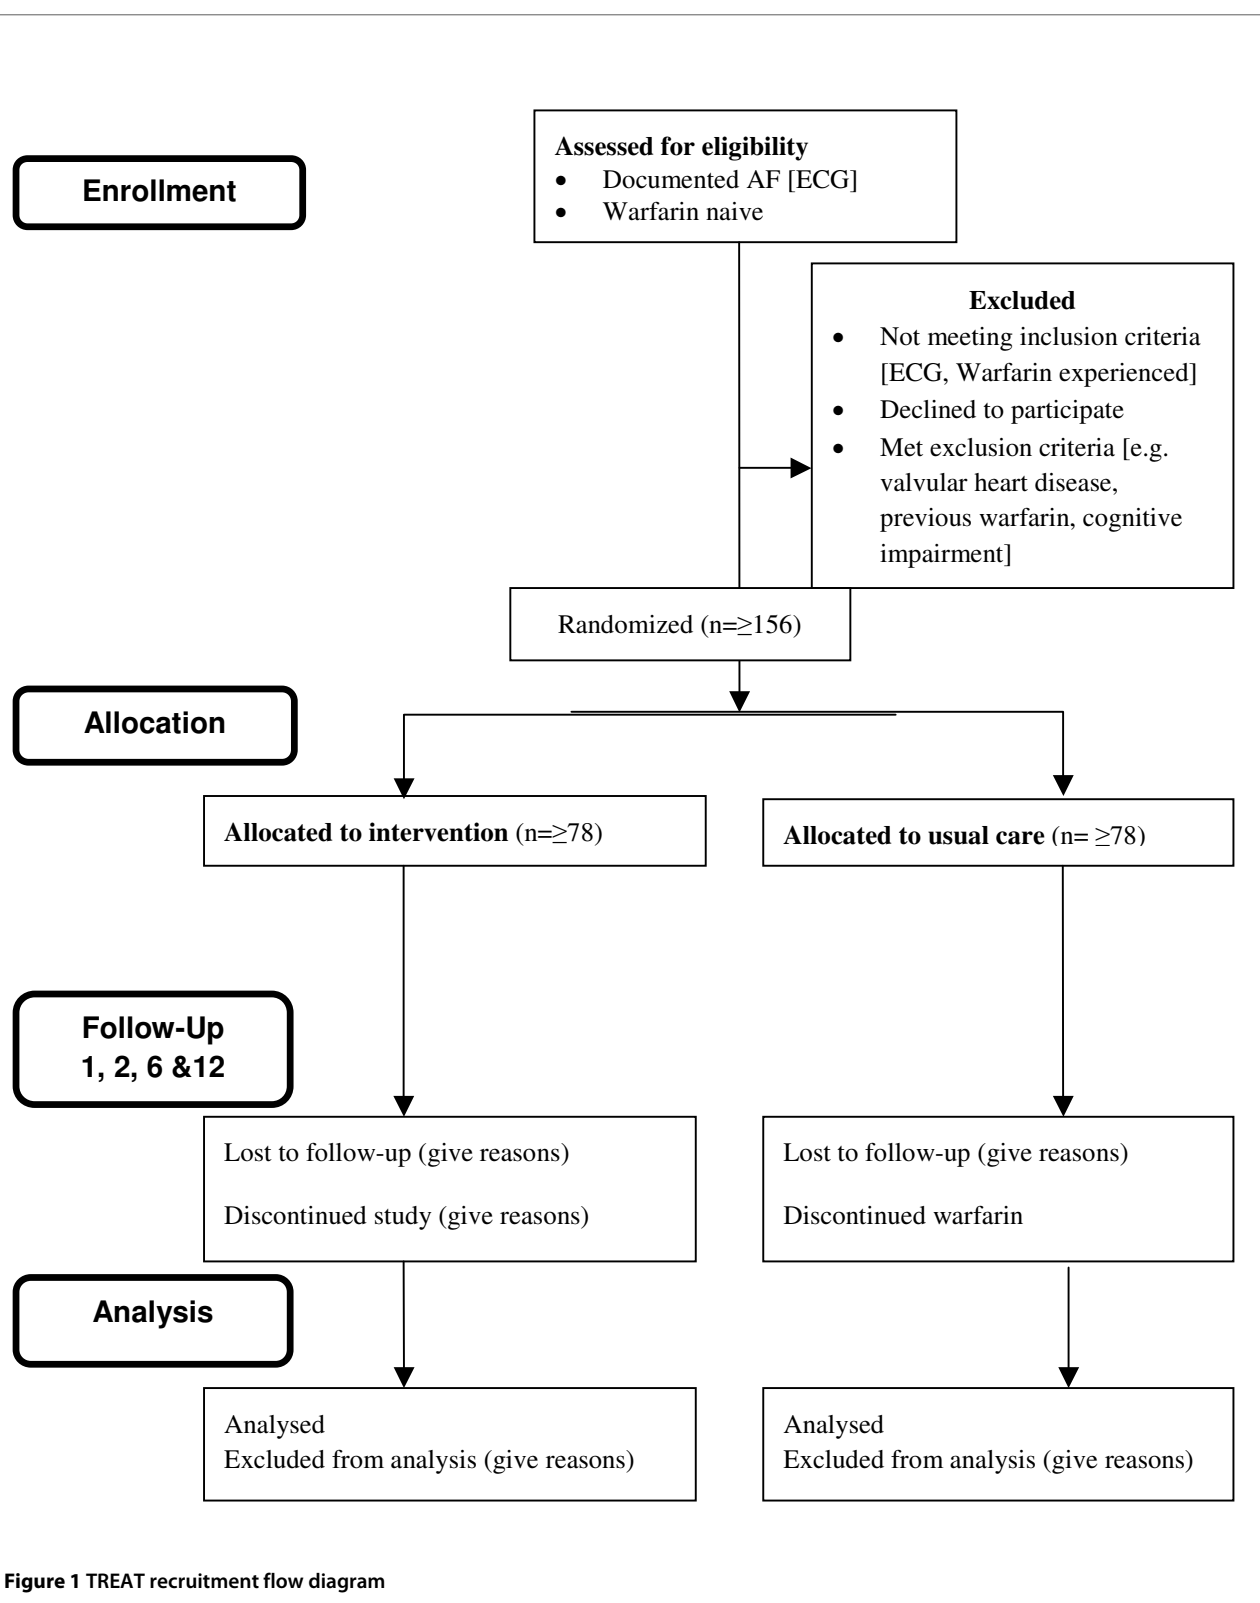 Enrollment
Assessed for eligibility
• Documented AF [ECG]
• Warfarin naive
Excluded
• Not meeting inclusion criteria
[ECG, Warfarin experienced]
• Declined to participate
• Met exclusion criteria [e.g.
valvular heart disease,
previous warfarin, cognitive
impairment]
Randomized (n=≥156)
Allocation
Allocated to intervention (n=≥78)
Allocated to usual care (n= ≥78)
Follow-Up
1, 2, 6 &12
Lost to follow-up (give reasons)
Discontinued study (give reasons)
Lost to follow-up (give reasons)
Discontinued warfarin
Analysis
Analysed
Excluded from analysis (give reasons)
Analysed
Excluded from analysis (give reasons)
Figure 1 TREAT recruitment flow diagram